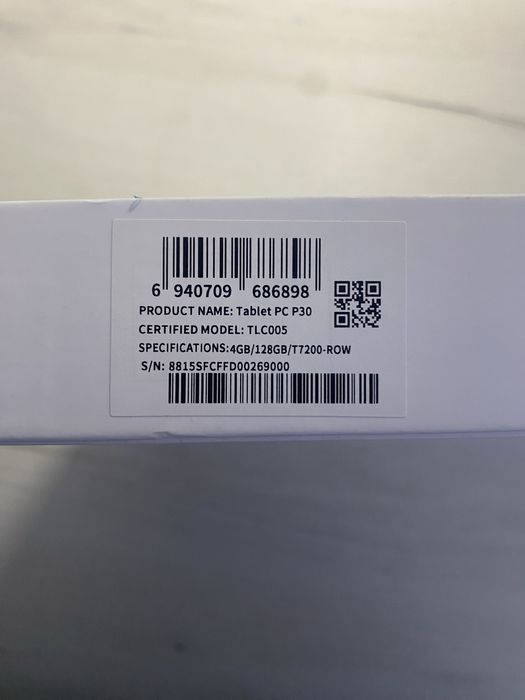 6 940709 686898
PRODUCT NAME: Tablet PC P30
CERTIFIED MODEL: TLC005
SPECIFICATIONS:4GB/128GB/T7200-ROW
S/N: 8815SFCFFD00269000